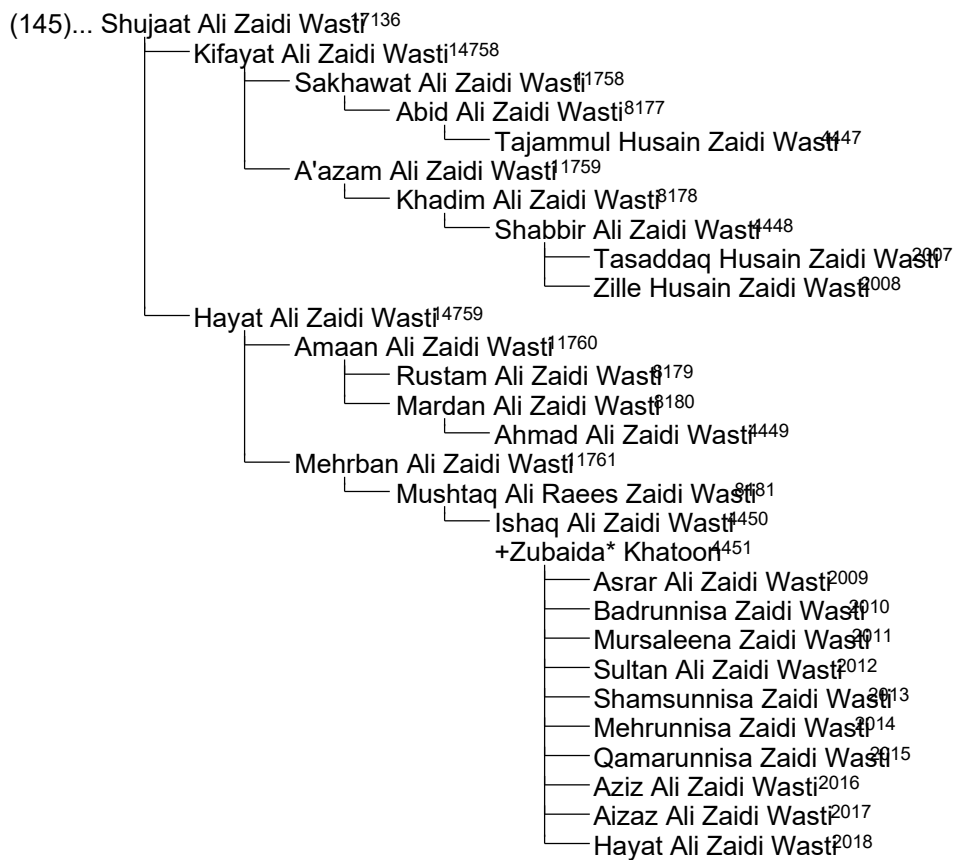 (145)... Shujaat Ali Zaidi Wasti17136
Kifayat Ali Zaidi Wasti14758
Sakhawat Ali Zaidi Wasti11758
Abid Ali Zaidi Wasti8177
Tajammul Husain Zaidi Wasti4447
A'azam Ali Zaidi Wasti11759
Khadim Ali Zaidi Wasti8178
Shabbir Ali Zaidi Wasti4448
Tasaddaq Husain Zaidi Wasti2007
Zille Husain Zaidi Wasti2008
Hayat Ali Zaidi Wasti14759
Amaan Ali Zaidi Wasti11760
Rustam Ali Zaidi Wasti8179
Mardan Ali Zaidi Wasti8180
Ahmad Ali Zaidi Wasti4449
Mehrban Ali Zaidi Wasti11761
Mushtaq Ali Raees Zaidi Wasti8181
Ishaq Ali Zaidi Wasti4450
+Zubaida* Khatoon4451
Asrar Ali Zaidi Wasti2009
Badrunnisa Zaidi Wasti2010
Mursaleena Zaidi Wasti2011
Sultan Ali Zaidi Wasti2012
Shamsunnisa Zaidi Wasti2013
Mehrunnisa Zaidi Wasti2014
Qamarunnisa Zaidi Wasti2015
Aziz Ali Zaidi Wasti2016
Aizaz Ali Zaidi Wasti2017
Hayat Ali Zaidi Wasti2018